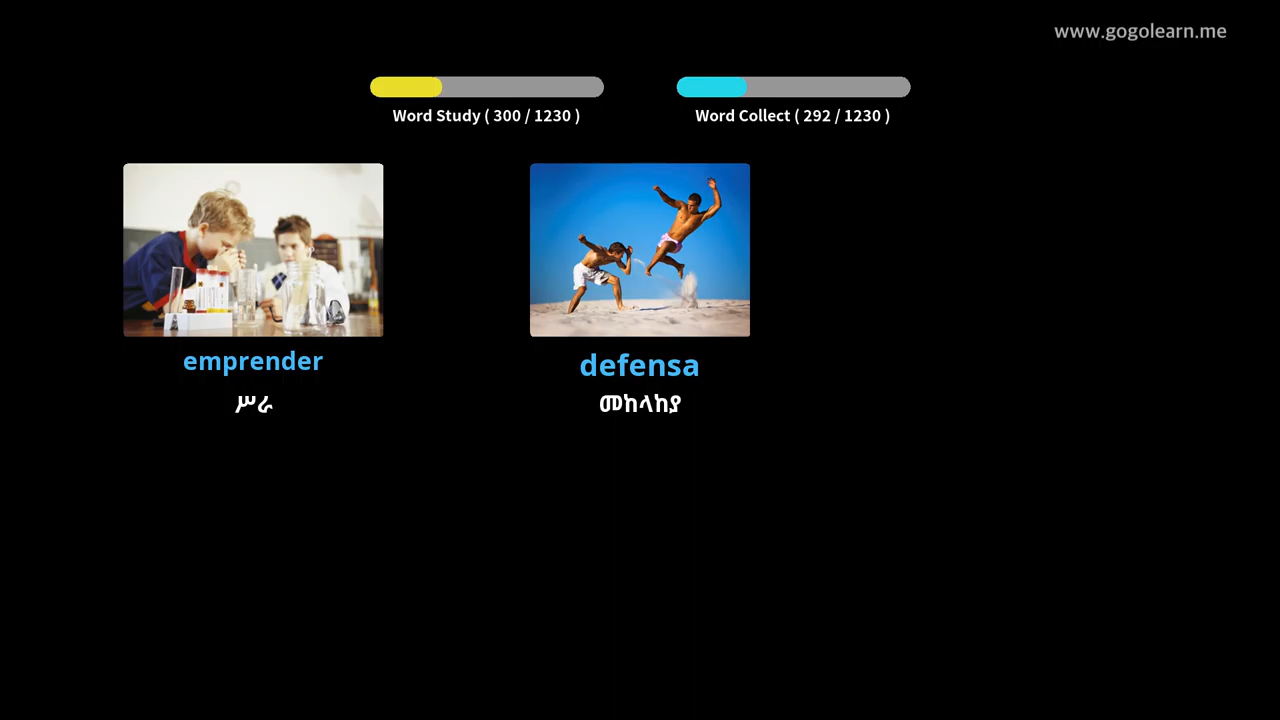 www.gogolearn.me
Word Study ( 300 / 1230 )
Word Collect ( 292 / 1230 )
emprender
ሥራ
defensa
መከላከያ